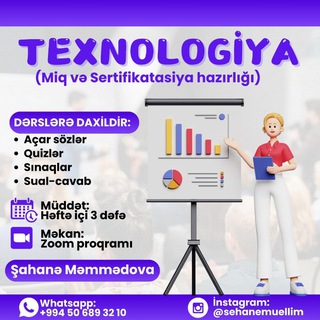 TEXNOLOGİYA
(Miq və Sertifikatasiya hazırlığı)
DƏRSLƏRƏ DAXİLDİR:
• Açar sözlər
• Quizlər
• Sınaqlar
• Sual-cavab
Müddət:
Həftə içi 3 dəfə
Məkan:
Zoom proqramı
Şahanə Məmmədova
Whatsapp:
+994 50 689 32 10
İnstagram:
@sehanemuellim